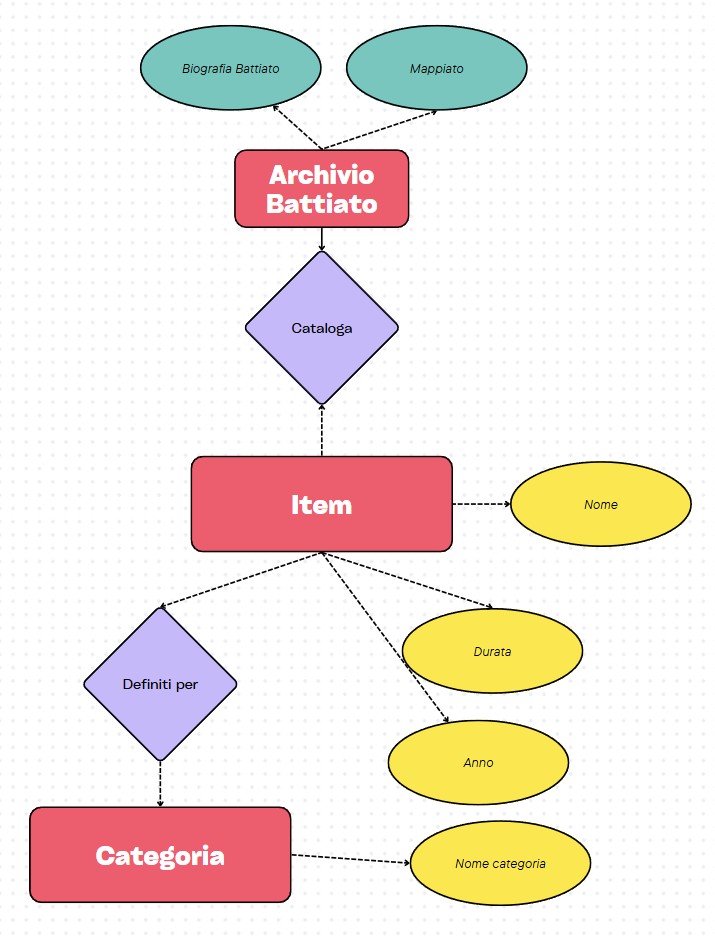 Biografia Battiato
Mappiato
Archivio
Battiato
Cataloga
Item
Nome
Durata
Definiti per
Anno
Categoria
Nome categoria